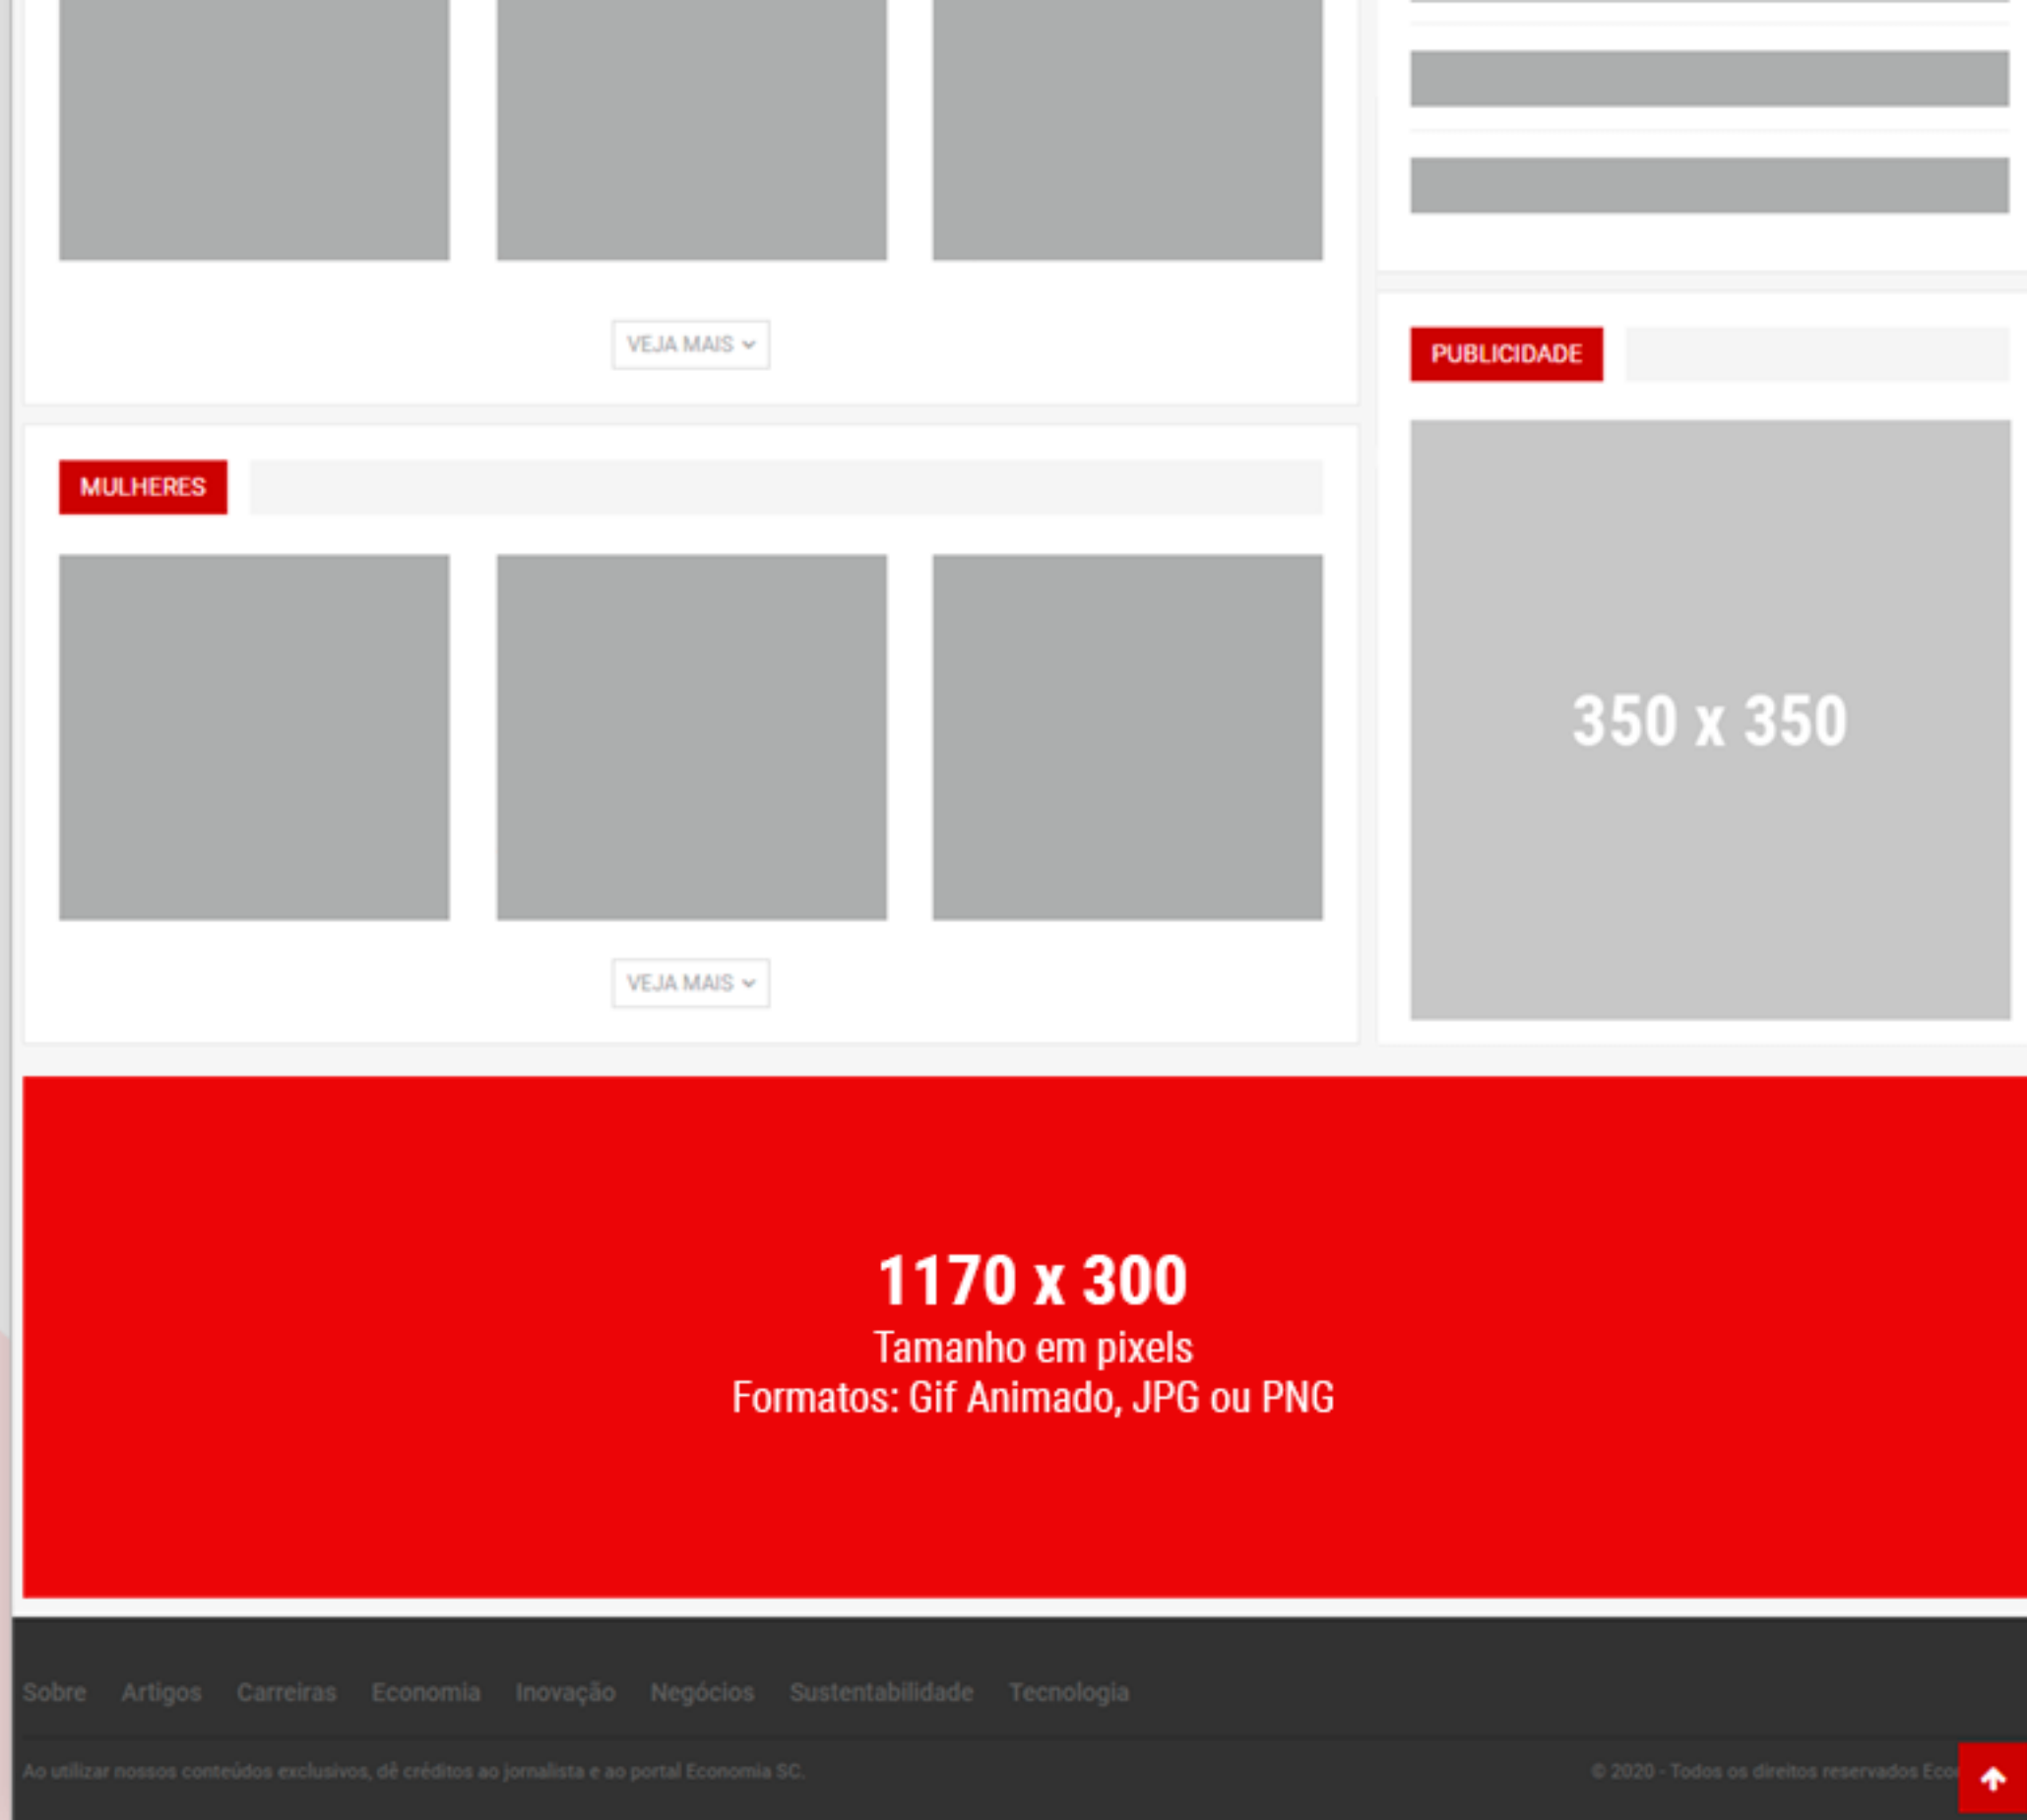 VEJA MAIS
PUBLICIDADE
MULHERES
350 x 350
VEJA MAIS
1170 x 300
Tamanho em pixels
Formatos: Gif Animado, JPG ou PNG
Sobre Artigos Carreiras Economia Inovação Negócios Sustentabilidade Tecnologia
Ao utilizar nossos conteúdos exclusivos, dê créditos ao jornalista e ao portal Economia SC.
© 2020 - Todos os direitos reservados